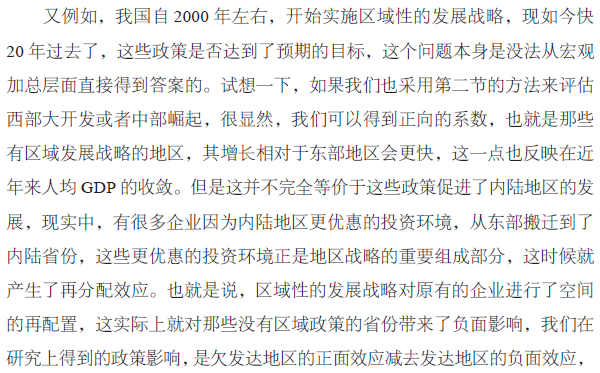 又例如，我国自 2000 年左右，开始实施区域性的发展战略，现如今快
20 年过去了，这些政策是否达到了预期的目标，这个问题本身是没法从宏观
加总层面直接得到答案的。试想一下，如果我们也采用第二节的方法来评估
西部大开发或者中部崛起，很显然，我们可以得到正向的系数，也就是那些
有区域发展战略的地区，其增长相对于东部地区会更快，这一点也反映在近
年来人均 GDP 的收敛。但是这并不完全等价于这些政策促进了内陆地区的发
展，现实中，有很多企业因为内陆地区更优惠的投资环境，从东部搬迁到了
内陆省份，这些更优惠的投资环境正是地区战略的重要组成部分，这时候就
产生了再分配效应。也就是说，区域性的发展战略对原有的企业进行了空间
的再配置，这实际上就对那些没有区域政策的省份带来了负面影响，我们在
研究上得到的政策影响，是欠发达地区的正面效应减去发达地区的负面效应，